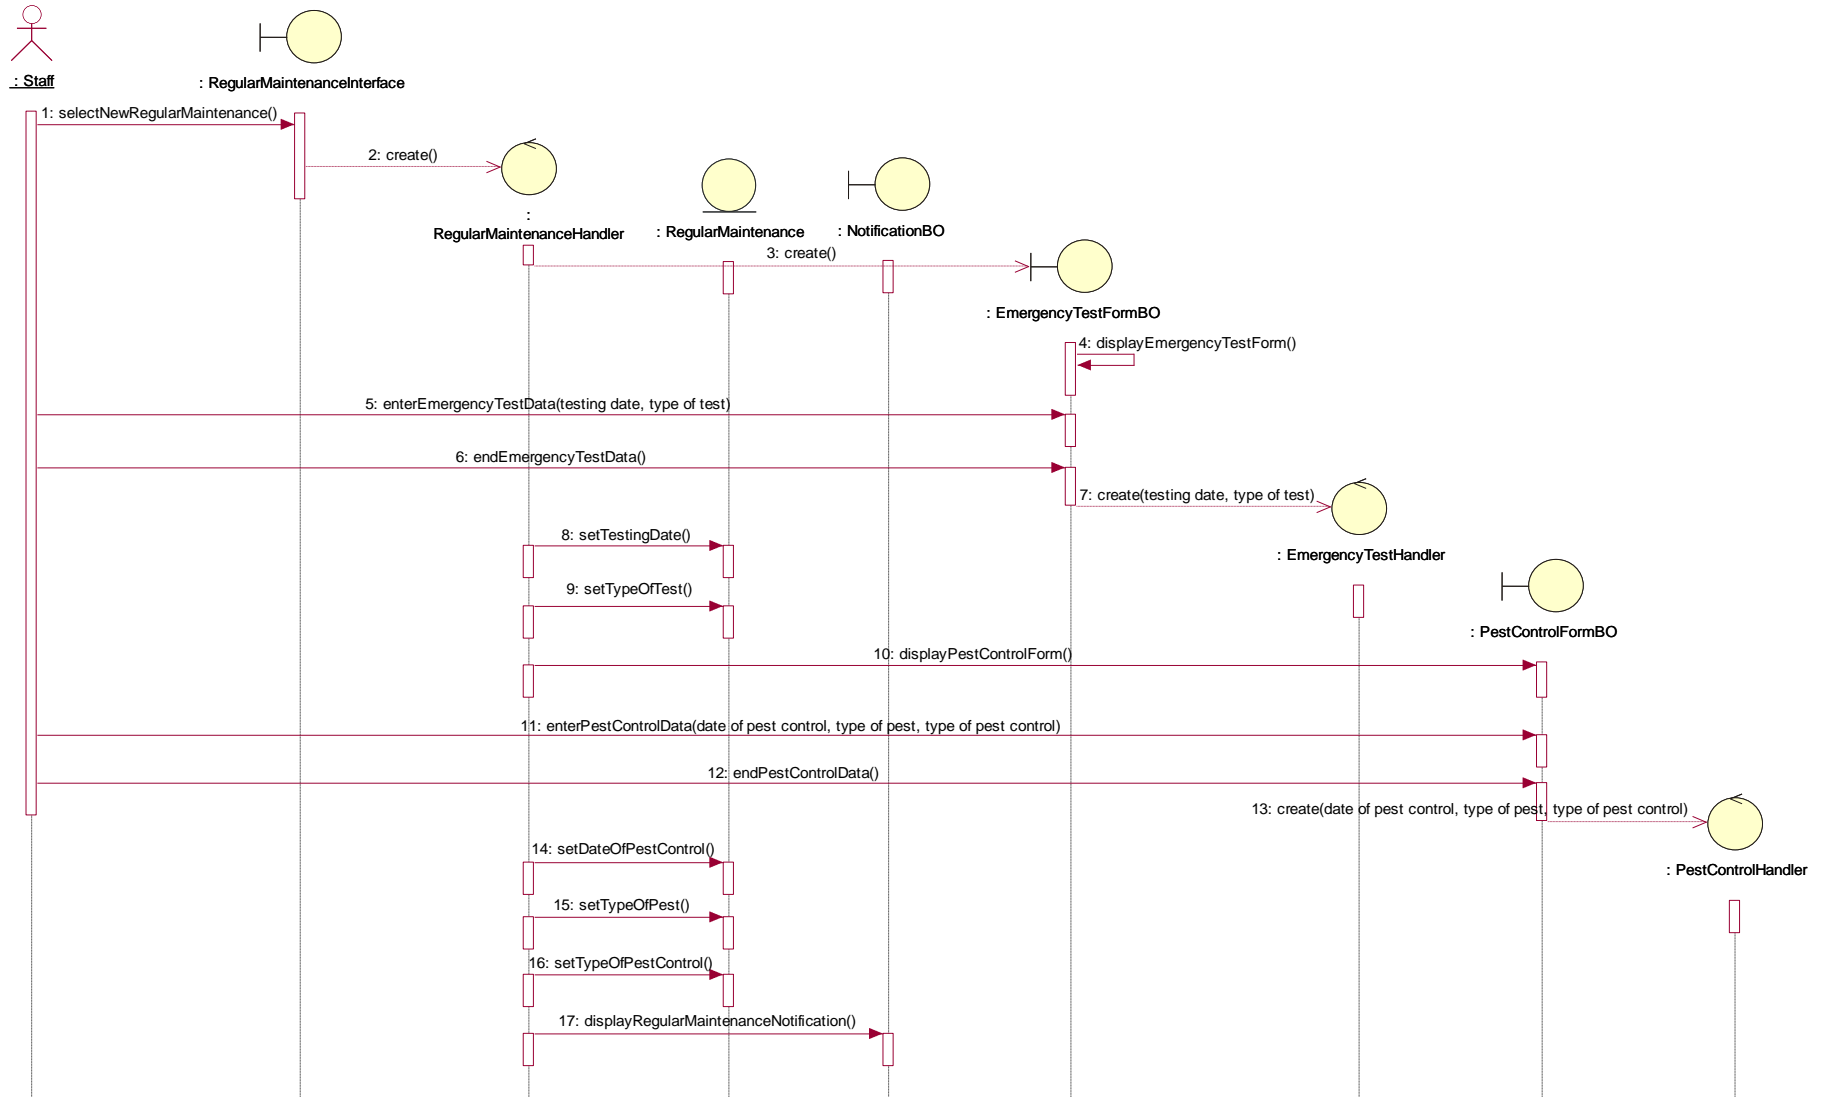 : Staff
: RegularMaintenanceInterface
1: selectNewRegularMaintenance()
2: create()
:
RegularMaintenanceHandler
: RegularMaintenance
: NotificationBO
3: create()
: EmergencyTestFormBO
4: displayEmergencyTestForm()
5: enterEmergencyTestData(testing date, type of test)
6: endEmergencyTestData()
7: create(testing date, type of test)
8: setTestingDate()
: EmergencyTestHandler
9: setTypeOfTest()
: PestControlFormBO
10: displayPestControlForm()
11: enterPestControlData(date of pest control, type of pest, type of pest control)
12: endPestControlData()
13: create(date of pest control, type of pest, type of pest control)
14: setDateOfPestControl()
: PestControlHandler
15: setTypeOfPest()
16: setTypeOfPestControl()
17: displayRegularMaintenanceNotification()